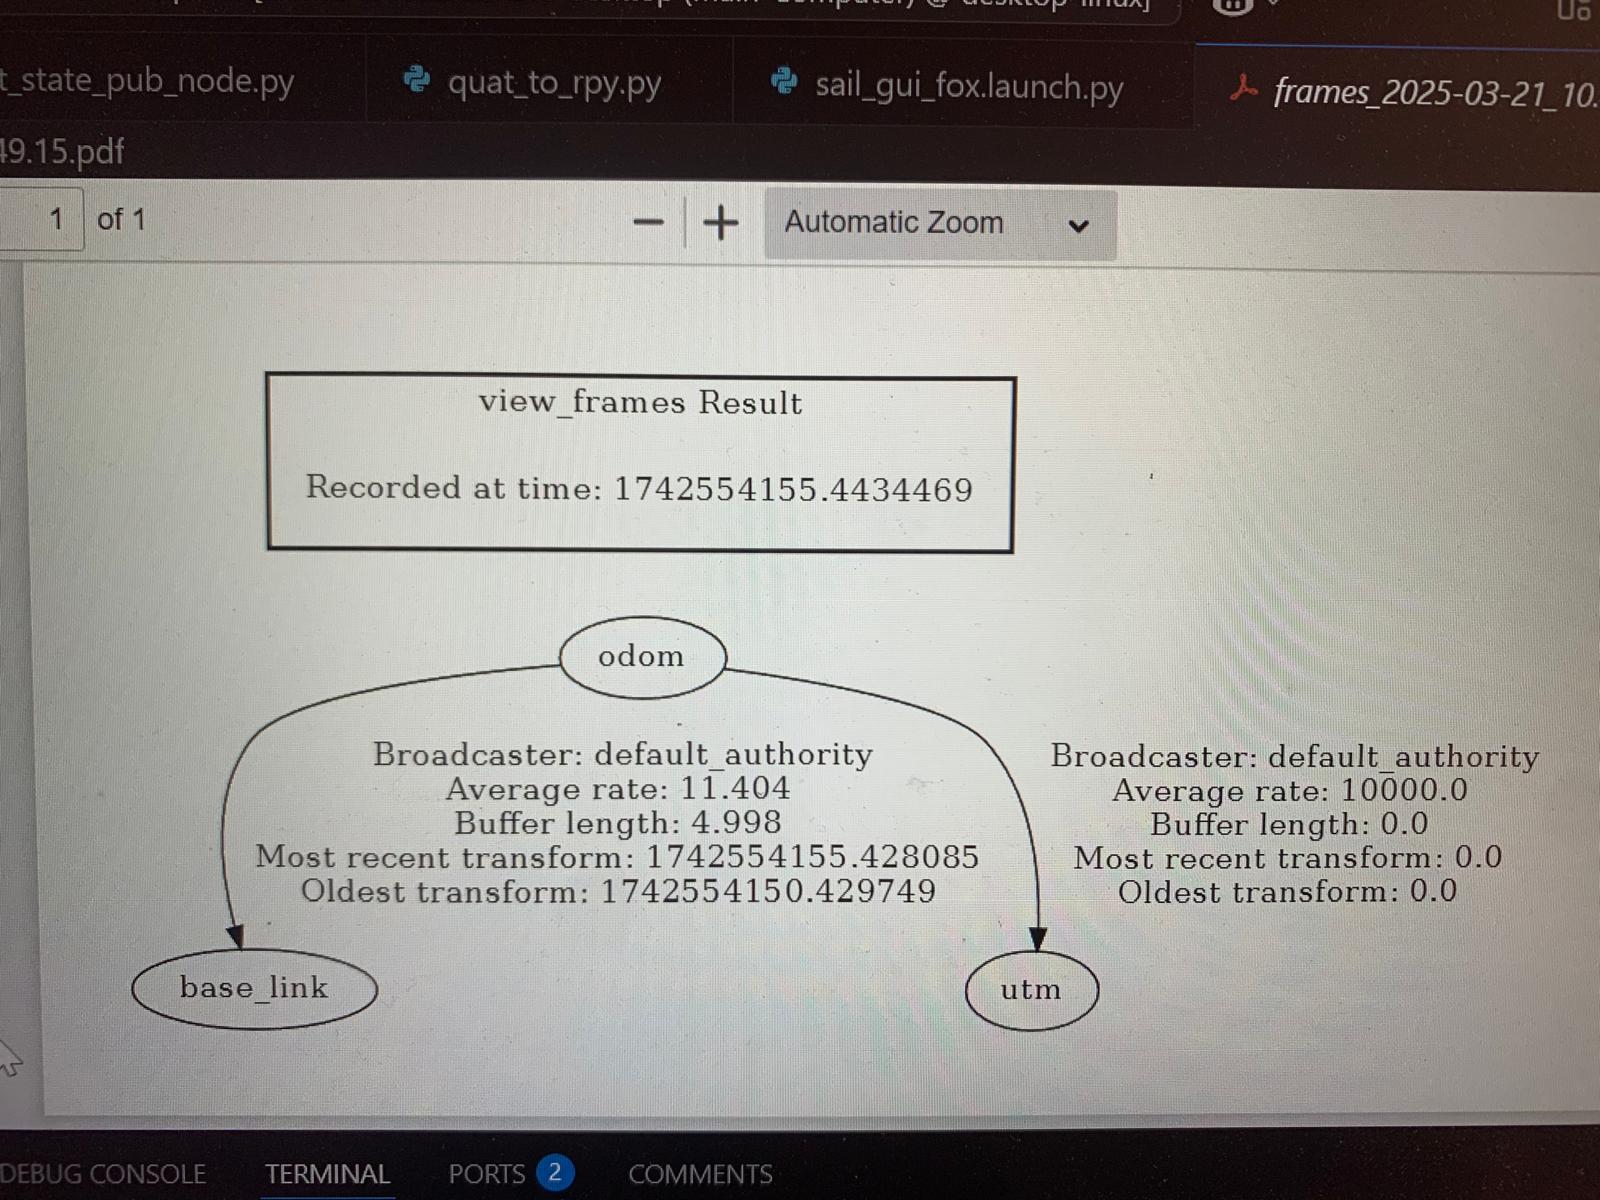 t_state_pub_node.py
quat_to_rpy.py
sail_gui_fox.launch.py
frames_2025-03-21_10.
49.15.pdf
1 of 1
− + Automatic Zoom
view_frames Result
Recorded at time: 1742554155.4434469
odom
Broadcaster: default_authority
Average rate: 11.404
Buffer length: 4.998
Most recent transform: 1742554155.428085
Oldest transform: 1742554150.429749
Broadcaster: default_authority
Average rate: 10000.0
Buffer length: 0.0
Most recent transform: 0.0
Oldest transform: 0.0
base_link
utm
DEBUG CONSOLE
TERMINAL
PORTS 2
COMMENTS